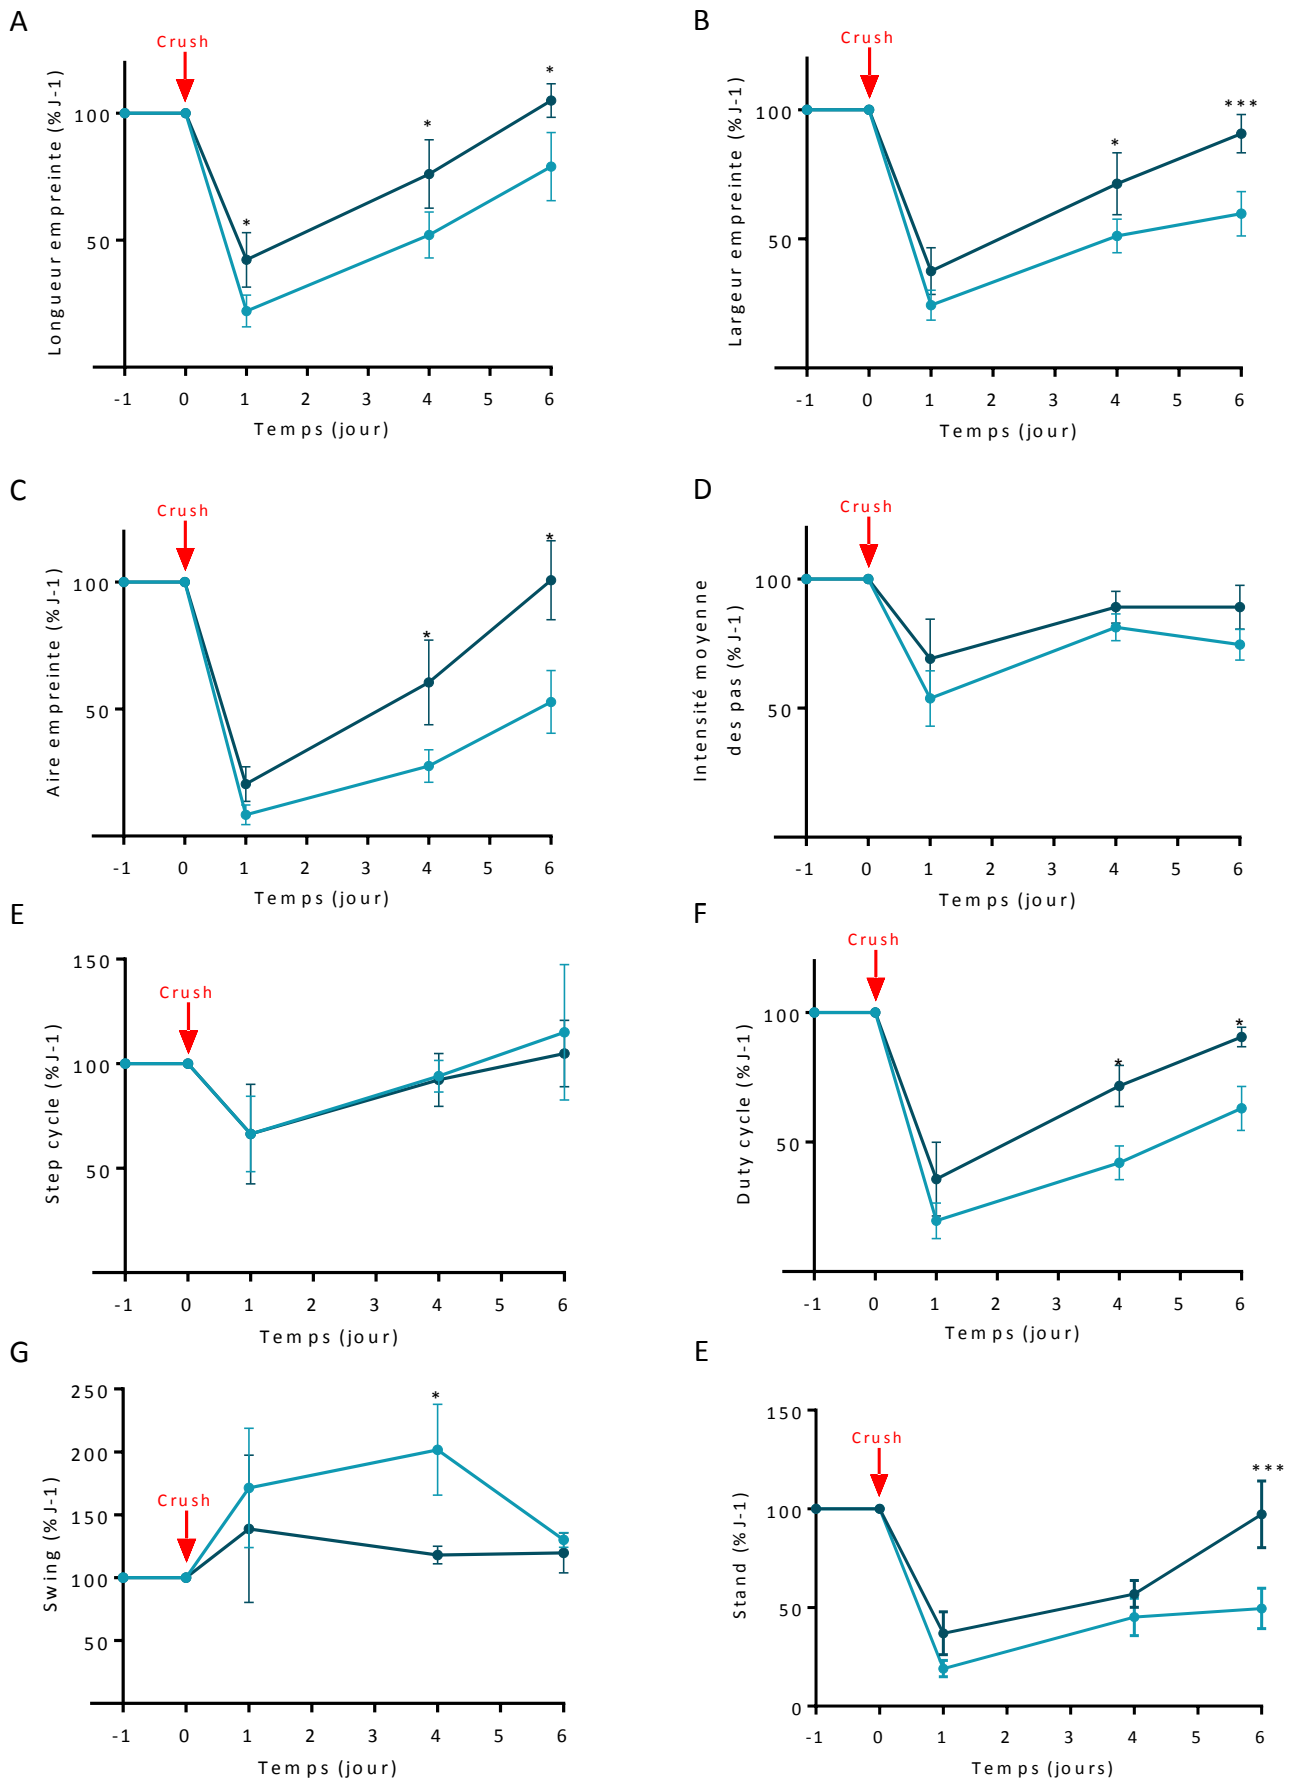 A
Crush
Longueur empreinte (%J-1)
100
50
* * *
-1 0 1 2 3 4 5 6
Temps (jour)
B
Crush
Largeur empreinte (%J-1)
100
50
* ***
-1 0 1 2 3 4 5 6
Temps (jour)
C
Crush
Aire empreinte (%J-1)
100
50
* *
-1 0 1 2 3 4 5 6
Temps (jour)
D
Crush
Intensité moyenne
des pas (%J-1)
100
50
-1 0 1 2 3 4 5 6
Temps (jour)
E
Crush
Step cycle (%J-1)
150
100
50
-1 0 1 2 3 4 5 6
Temps (jour)
F
Crush
Duty cycle (%J-1)
100
50
* *
-1 0 1 2 3 4 5 6
Temps (jour)
G
Crush
Swing (%J-1)
250
200
150
100
50
*
-1 0 1 2 3 4 5 6
Temps (jour)
E
Crush
Stand (%J-1)
150
100
50
0
***
-1 0 1 2 3 4 5 6
Temps (jours)